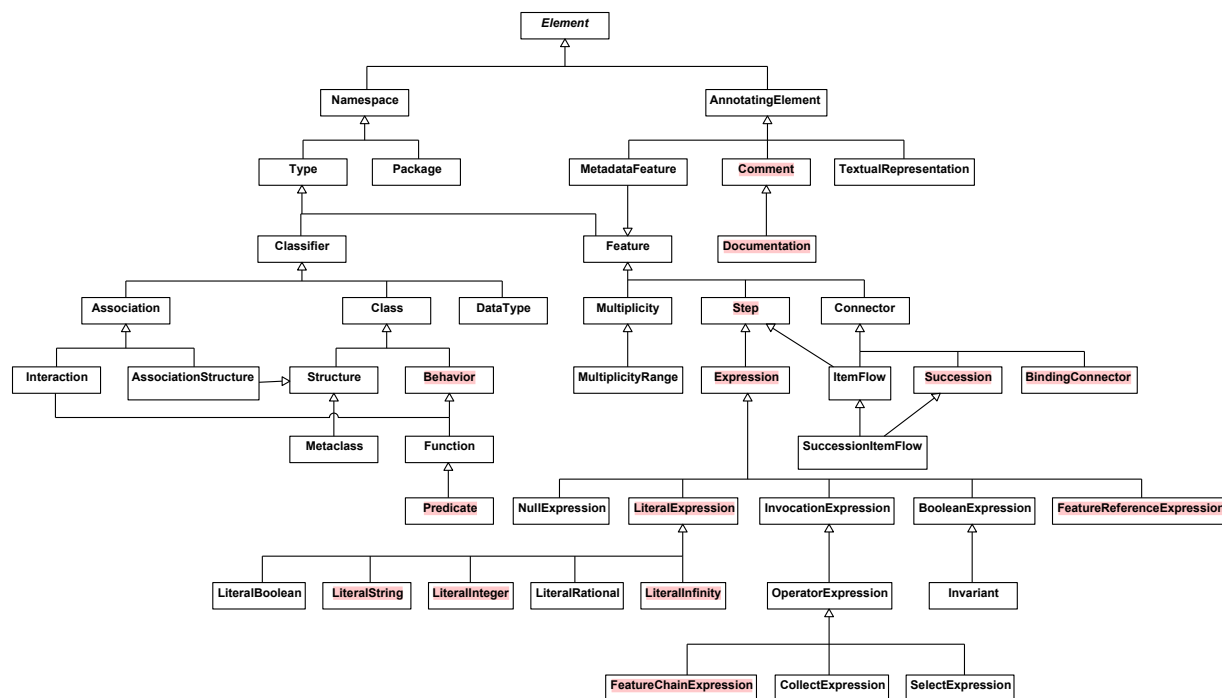 Element
Namespace
AnnotatingElement
Type
Package
MetadataFeature
Comment
TextualRepresentation
Classifier
Feature
Documentation
Association
Class
DataType
Multiplicity
Step
Connector
Interaction
AssociationStructure
Structure
Behavior
MultiplicityRange
Expression
ItemFlow
Succession
BindingConnector
Metaclass
Function
SuccessionItemFlow
Predicate
NullExpression
LiteralExpression
InvocationExpression
BooleanExpression
FeatureReferenceExpression
LiteralBoolean
LiteralString
LiteralInteger
LiteralRational
LiteralInfinity
OperatorExpression
Invariant
FeatureChainExpression
CollectExpression
SelectExpression